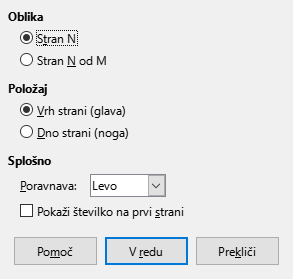 Oblika
Stran N
Stran N od M
Položaj
Vrh strani (glava)
Dno strani (noga)
Splošno
Poravnava: Levo
Pokaži številko na prvi strani
Pomoč V redu Prekliči